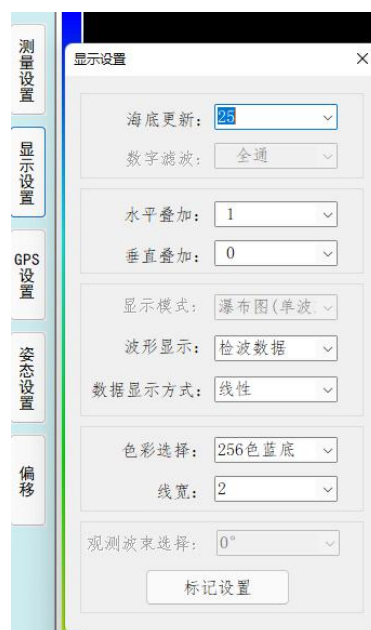 测量设置
显示设置
GPS设置
姿态设置
偏移
显示设置
海底更新： 25
数字滤波： 全通
水平叠加： 1
垂直叠加： 0
显示模式： 瀑布图(单波
波形显示： 检波数据
数据显示方式： 线性
色彩选择： 256色蓝底
线宽： 2
观测波束选择： 0°
标记设置